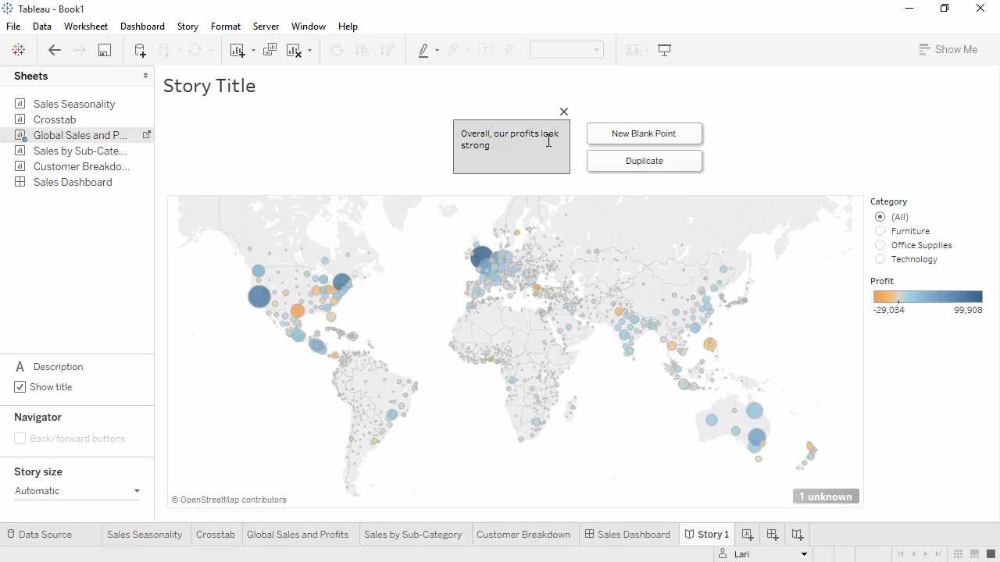 Tableau - Book1
File Data Worksheet Dashboard Story Format Server Window Help
Show Me
Sheets
Sales Seasonality
Crosstab
Global Sales and P...
Sales by Sub-Cate...
Customer Breakdo...
Sales Dashboard
Description
Show title
Navigator
Back/forward buttons
Story size
Automatic
Story Title
Overall, our profits look
strong
New Blank Point
Duplicate
Category
(All)
Furniture
Office Supplies
Technology
Profit
-29,034 99,908
© OpenStreetMap contributors
1 unknown
Data Source Sales Seasonality Crosstab Global Sales and Profits Sales by Sub-Category Customer Breakdown Sales Dashboard Story 1
Lari